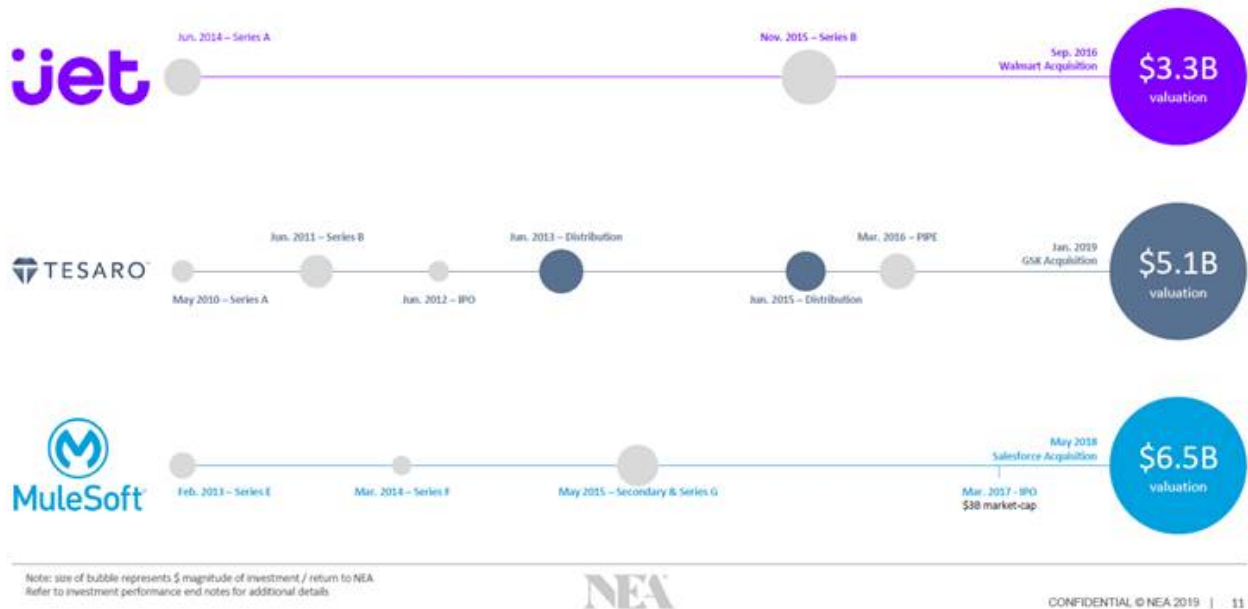 Jun. 2014 – Series A
Nov. 2015 – Series B
Sep. 2016
Walmart Acquisition
jet
$3.3B
valuation
Jun. 2011 – Series B
Jun. 2013 – Distribution
Mar. 2016 – PIPE
Jan. 2019
GSK Acquisition
TESARO
$5.1B
valuation
May 2010 – Series A
Jun. 2012 – IPO
Jun. 2015 – Distribution
May 2018
Salesforce Acquisition
MuleSoft
$6.5B
valuation
Feb. 2013 – Series E
Mar. 2014 – Series F
May 2015 – Secondary & Series G
Mar. 2017 - IPO
$3B market-cap
Note: size of bubble represents $ magnitude of investment / return to NEA
Refer to investment performance end notes for additional details
NEA
CONFIDENTIAL © NEA 2019 | 11